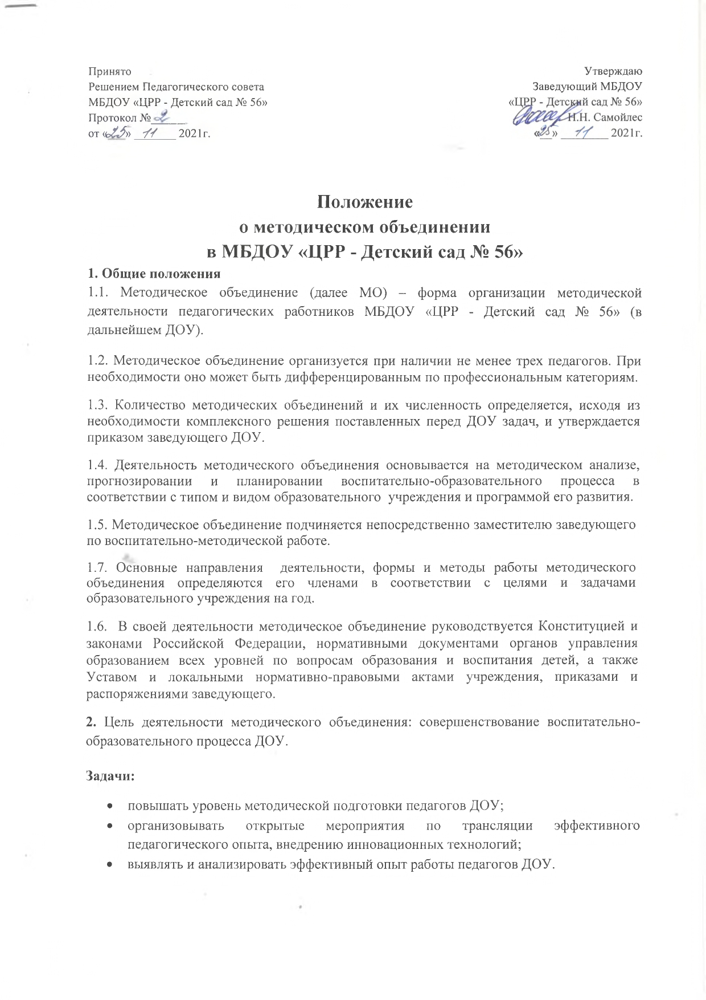 Принято
Решением Педагогического совета
МБДОУ «ЦРР - Детский сад № 56»
Протокол № 2
от «25» 11 2021г.
Утверждаю
Заведующий МБДОУ
«ЦРР - Детский сад № 56»
Н.Н. Самойлес
«25» 11 2021г.
Положение
о методическом объединении
в МБДОУ «ЦРР - Детский сад № 56»
1. Общие положения
1.1. Методическое объединение (далее МО) – форма организации методической
деятельности педагогических работников МБДОУ «ЦРР - Детский сад № 56» (в
дальнейшем ДОУ).
1.2. Методическое объединение организуется при наличии не менее трех педагогов. При
необходимости оно может быть дифференцированным по профессиональным категориям.
1.3. Количество методических объединений и их численность определяется, исходя из
необходимости комплексного решения поставленных перед ДОУ задач, и утверждается
приказом заведующего ДОУ.
1.4. Деятельность методического объединения основывается на методическом анализе,
прогнозировании и планировании воспитательно-образовательного процесса в
соответствии с типом и видом образовательного учреждения и программой его развития.
1.5. Методическое объединение подчиняется непосредственно заместителю заведующего
по воспитательно-методической работе.
1.7. Основные направления деятельности, формы и методы работы методического
объединения определяются его членами в соответствии с целями и задачами
образовательного учреждения на год.
1.6. В своей деятельности методическое объединение руководствуется Конституцией и
законами Российской Федерации, нормативными документами органов управления
образованием всех уровней по вопросам образования и воспитания детей, а также
Уставом и локальными нормативно-правовыми актами учреждения, приказами и
распоряжениями заведующего.
2. Цель деятельности методического объединения: совершенствование воспитательно-
образовательного процесса ДОУ.
Задачи:
• повышать уровень методической подготовки педагогов ДОУ;
• организовывать открытые мероприятия по трансляции эффективного
педагогического опыта, внедрению инновационных технологий;
• выявлять и анализировать эффективный опыт работы педагогов ДОУ.